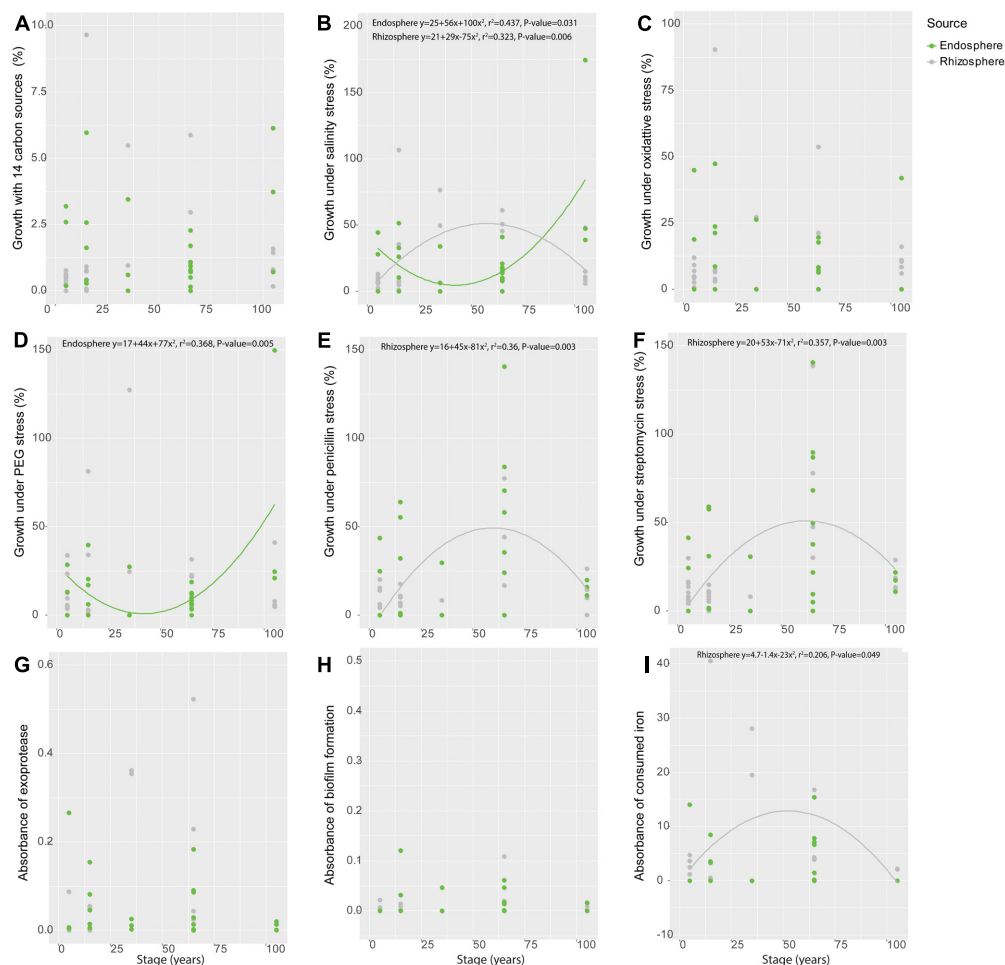 A
Growth with 14 carbon sources (%)
10.0
7.5
5.0
2.5
0.0
0 25 50 75 100
B
Endosphere y=25+56x+100x², r²=0.437, P-value=0.031
Rhizosphere y=21+29x-75x², r²=0.323, P-value=0.006
Growth under salinity stress (%)
200
150
100
50
0
0 25 50 75 100
C
Growth under oxidattive stress (%)
100
75
50
25
0
0 25 50 75 100
Source
Endosphere
Rhizosphere
D
Endosphere y=17+44x+77x², r²=0.368, P-value=0.005
Growth under PEG stress (%)
150
100
50
0
0 25 50 75 100
E
Rhizosphere y=16+45x-81x², r²=0.36, P-value=0.003
Growth under penicillin stress (%)
150
100
50
0
0 25 50 75 100
F
Rhizosphere y=20+53x-71x², r²=0.357, P-value=0.003
Growth under streptomycin stress (%)
150
100
50
0
0 25 50 75 100
G
Absorbance of exoprotease
0.6
0.4
0.2
0.0
0 25 50 75 100
Stage (years)
H
Absorbance of biofilm formation
0.5
0.4
0.3
0.2
0.1
0.0
0 25 50 75 100
Stage (years)
I
Rhizosphere y=4.7-1.4x-23x², r²=0.206, P-value=0.049
Absorbance of consumed iron
40
30
20
10
0
-10
0 25 50 75 100
Stage (years)